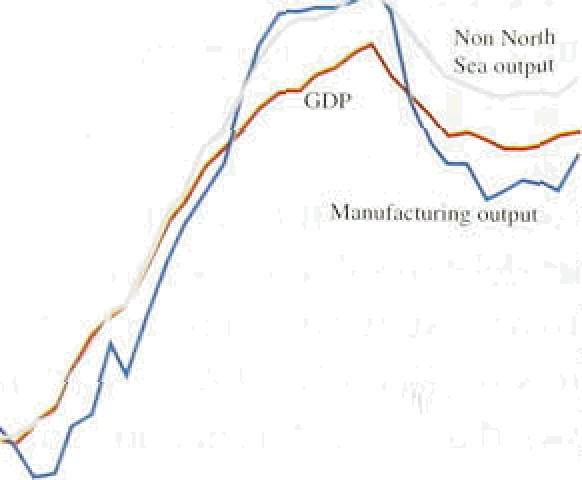 Non North
Sea output
GDP
Manufacturing output